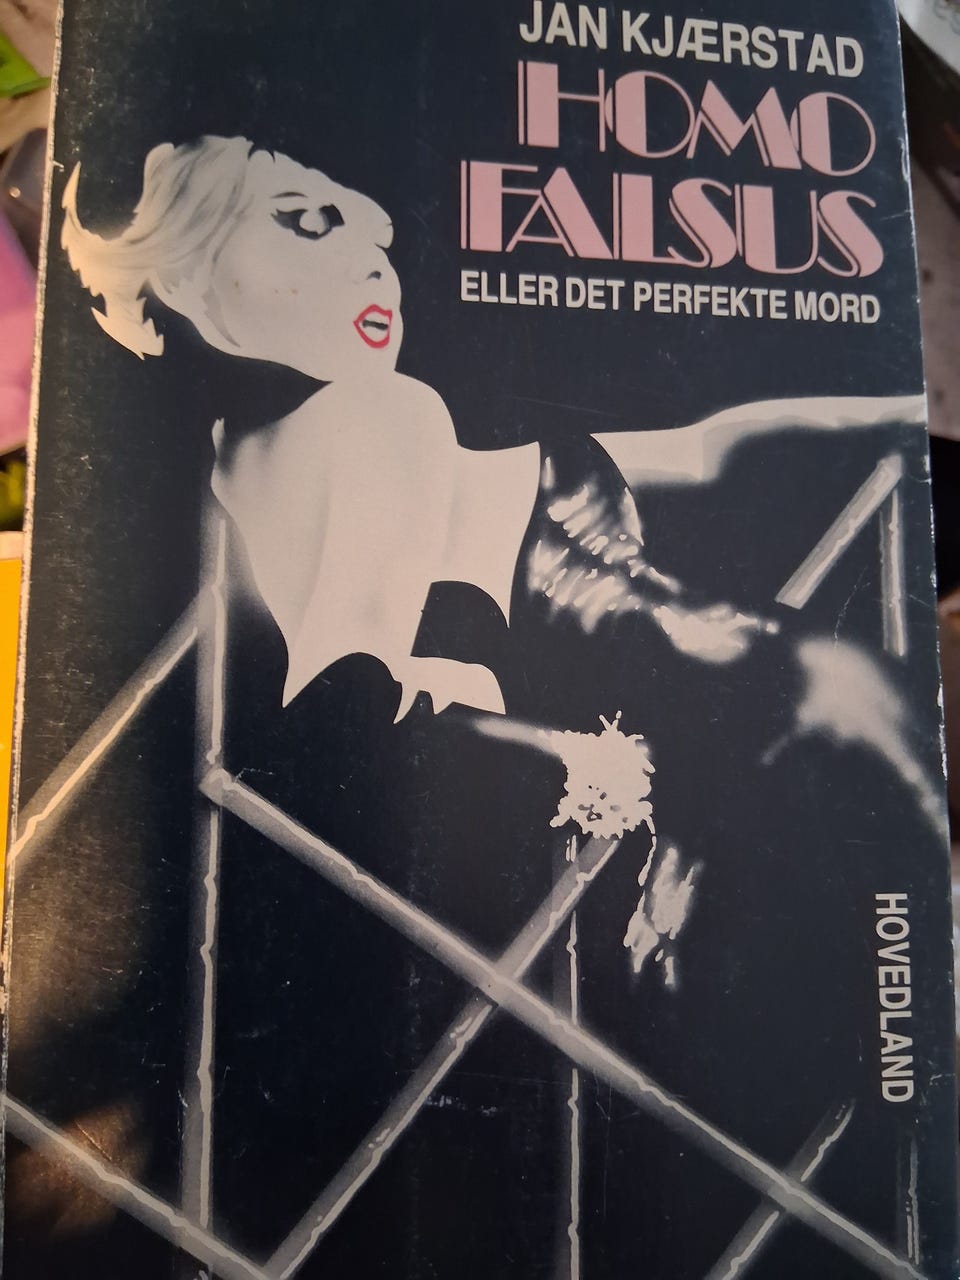 JAN KJÆRSTAD
HOMO
FALSUS
ELLER DET PERFEKTE MORD
HOVEDLAND